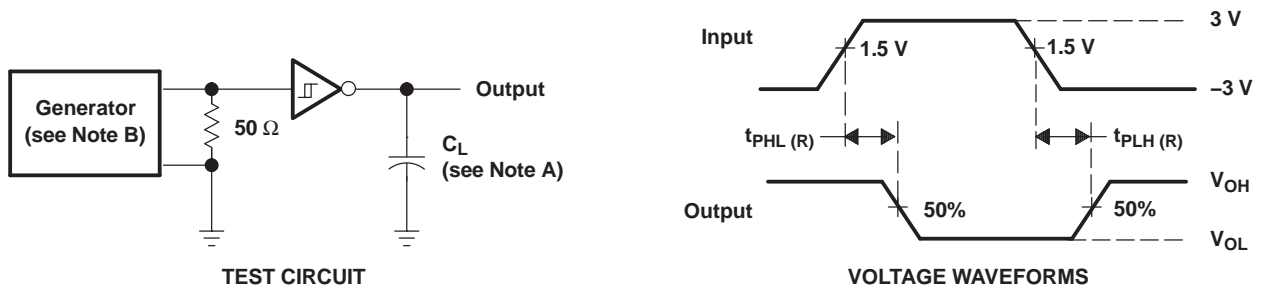 Generator
(see Note B)
50 Ω
Output
C_L
(see Note A)
TEST CIRCUIT
Input
1.5 V
1.5 V
3 V
–3 V
t_PHL (R)
t_PLH (R)
Output
50%
50%
V_OH
V_OL
VOLTAGE WAVEFORMS